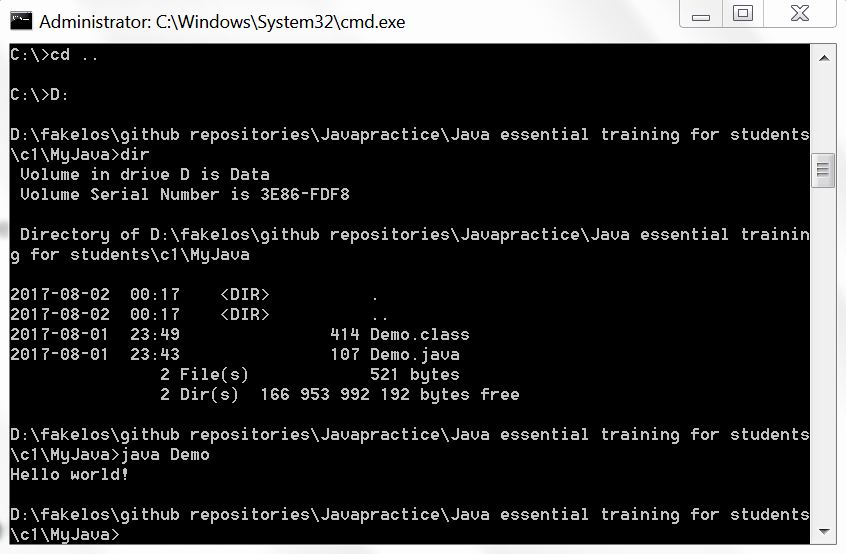 Administrator: C:\Windows\System32\cmd.exe
C:\>cd ..
C:\>D:
D:\fakelos\github repositories\Javapractice\Java essential training for students
\c1\MyJava>dir
 Volume in drive D is Data
 Volume Serial Number is 3E86-FDF8
 Directory of D:\fakelos\github repositories\Javapractice\Java essential trainin
g for students\c1\MyJava
2017-08-02  00:17    <DIR>          .
2017-08-02  00:17    <DIR>          ..
2017-08-01  23:49               414 Demo.class
2017-08-01  23:43               107 Demo.java
               2 File(s)            521 bytes
               2 Dir(s)  166 953 992 192 bytes free
D:\fakelos\github repositories\Javapractice\Java essential training for students
\c1\MyJava>java Demo
Hello world!
D:\fakelos\github repositories\Javapractice\Java essential training for students
\c1\MyJava>